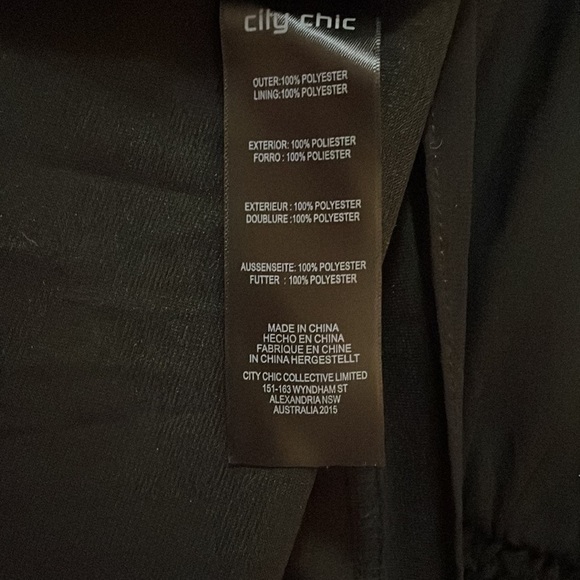 city chic
OUTER:100% POLYESTER
LINING:100% POLYESTER
EXTERIOR: 100% POLIESTER
FORRO : 100% POLIESTER
EXTERIEUR : 100% POLYESTER
DOUBLURE :100% POLYESTER
AUSSENSEITE: 100% POLYESTER
FUTTER : 100% POLYESTER
MADE IN CHINA
HECHO EN CHINA
FABRIQUE EN CHINE
IN CHINA HERGESTELLT
CITY CHIC COLLECTIVE LIMITED
151-163 WYNDHAM ST
ALEXANDRIA NSW
AUSTRALIA 2015